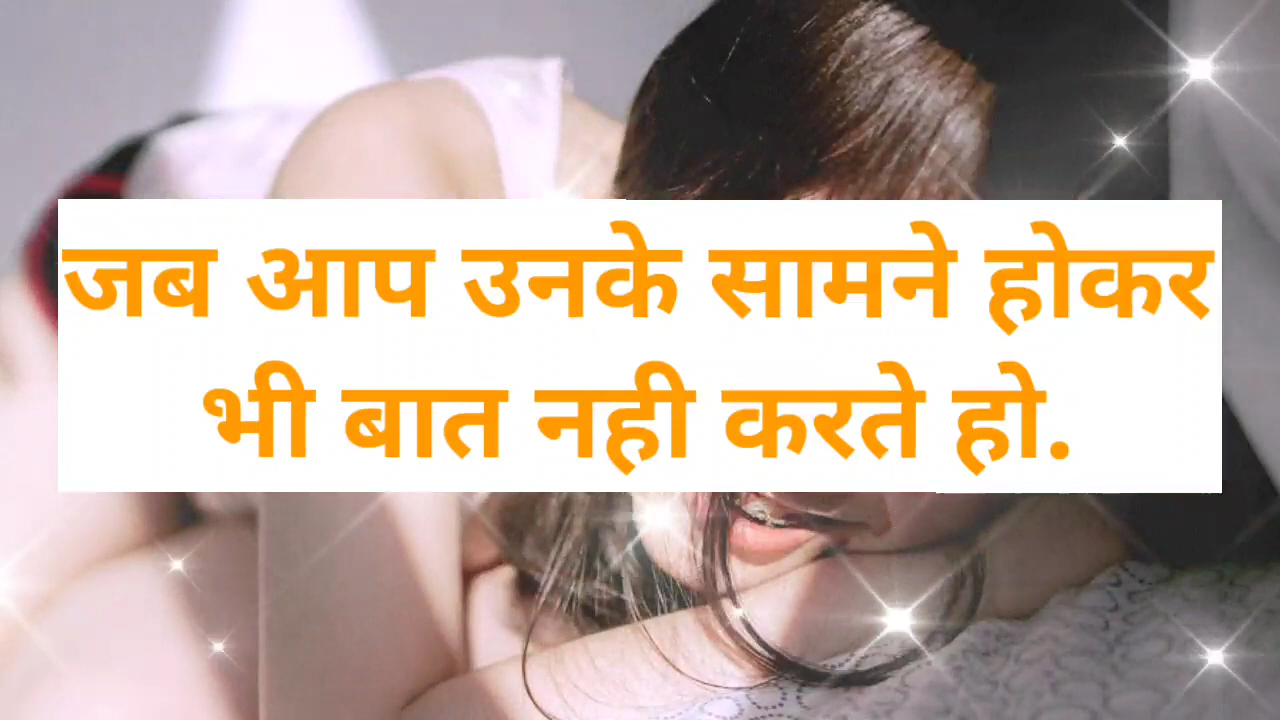 जब आप उनके सामने होकर
भी बात नही करते हो.